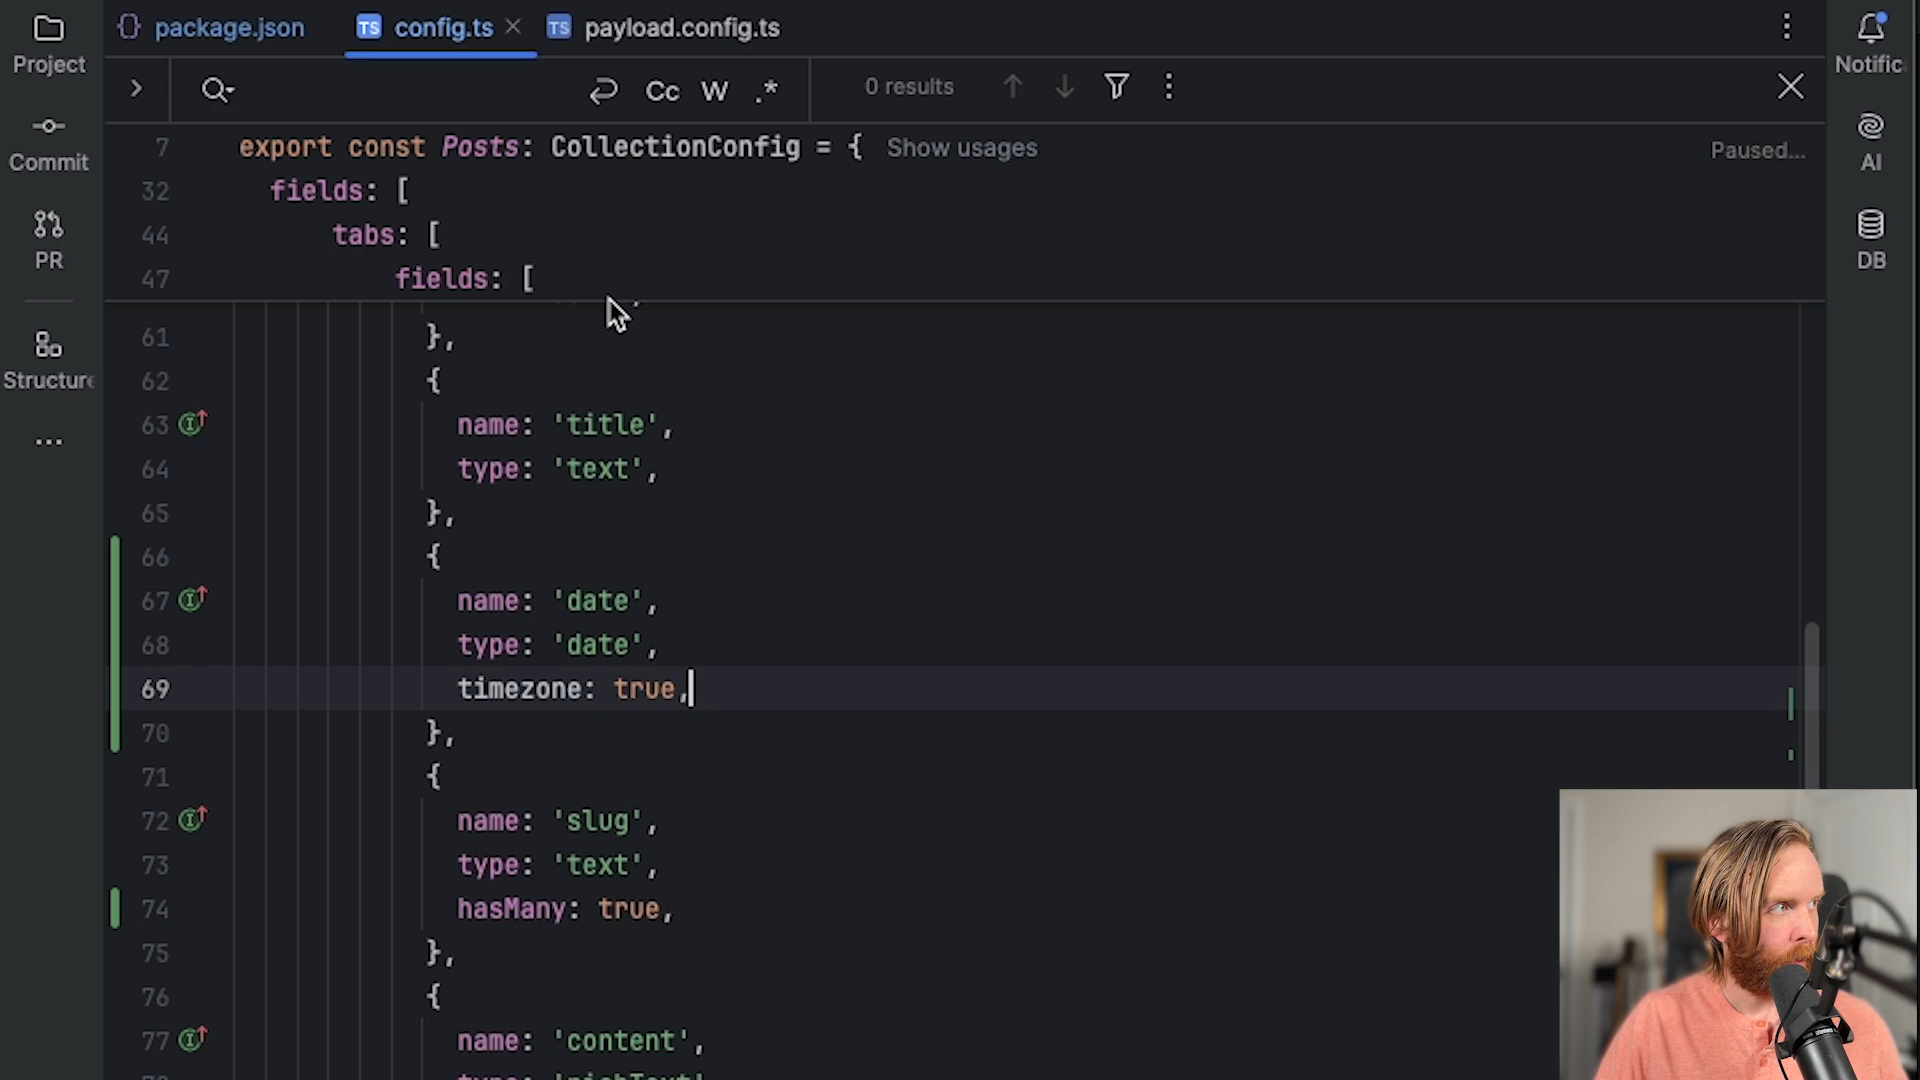 Project
package.json
config.ts
payload.config.ts
Notific
Cc W .* 0 results
Commit
7 export const Posts: CollectionConfig = { Show usages
Paused...
AI
32 fields: [
PR
44 tabs: [
DB
47 fields: [
Structure
61 },
62 {
63 name: 'title',
64 type: 'text',
65 },
66 {
67 name: 'date',
68 type: 'date',
69 timezone: true,
70 },
71 {
72 name: 'slug',
73 type: 'text',
74 hasMany: true,
75 },
76 {
77 name: 'content',